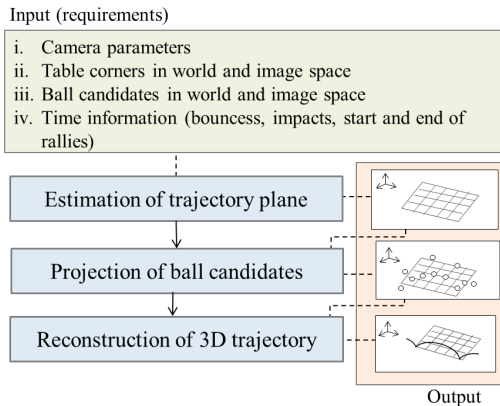 Input (requirements)
i. Camera parameters
ii. Table corners in world and image space
iii. Ball candidates in world and image space
iv. Time information (bouncess, impacts, start and end of
rallies)
Estimation of trajectory plane
Projection of ball candidates
Reconstruction of 3D trajectory
Output